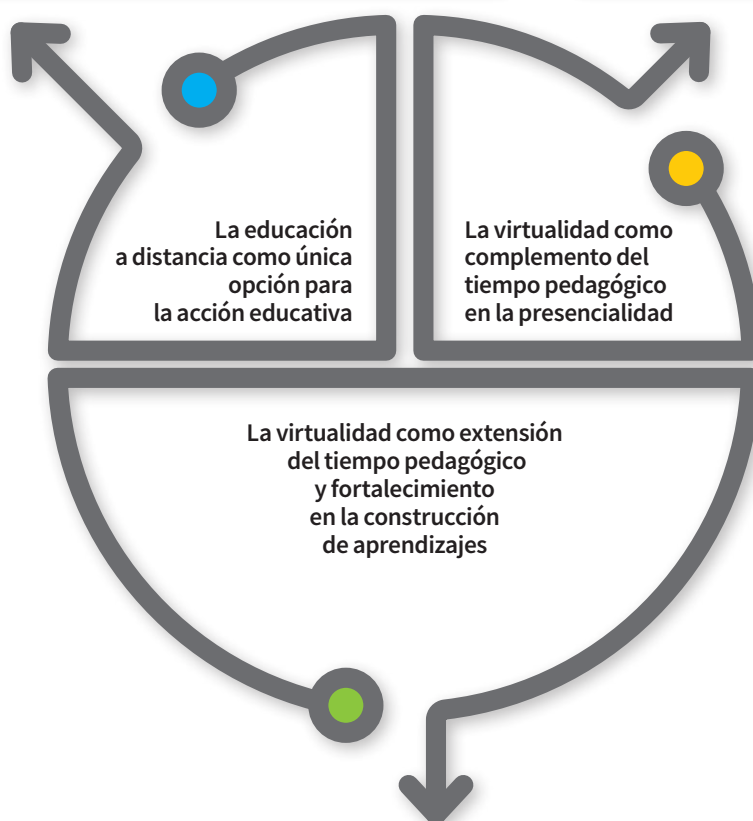 La educación
a distancia como única
opción para
la acción educativa
La virtualidad como
complemento del
tiempo pedagógico
en la presencialidad
La virtualidad como extensión
del tiempo pedagógico
y fortalecimiento
en la construcción
de aprendizajes